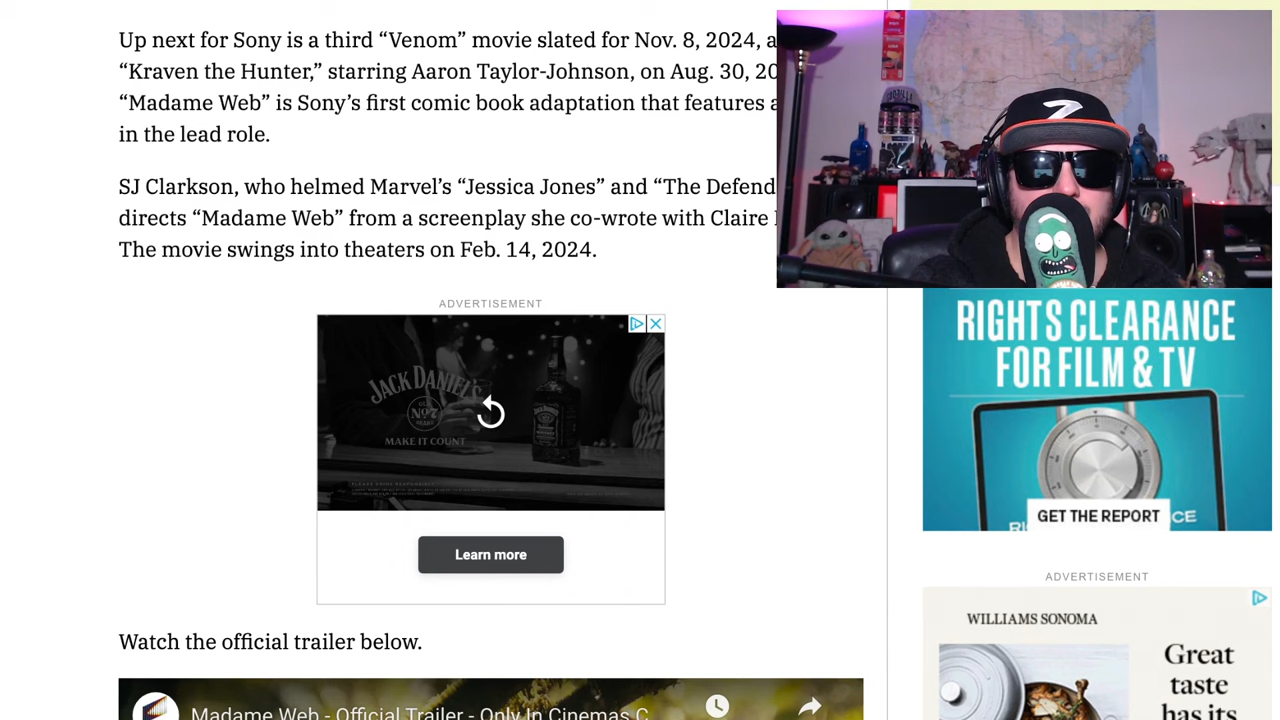 Up next for Sony is a third “Venom” movie slated for Nov. 8, 2024, a
“Kraven the Hunter,” starring Aaron Taylor-Johnson, on Aug. 30, 20
“Madame Web” is Sony’s first comic book adaptation that features a
in the lead role.
SJ Clarkson, who helmed Marvel’s “Jessica Jones” and “The Defend
directs “Madame Web” from a screenplay she co-wrote with Claire
The movie swings into theaters on Feb. 14, 2024.
ADVERTISEMENT
JACK DANIEL'S
OLD
No.7
BRAND
MAKE IT COUNT
Learn more
Watch the official trailer below.
Madame Web - Official Trailer - Only In Cinemas
RIGHTS CLEARANCE
FOR FILM & TV
GET THE REPORT
ADVERTISEMENT
WILLIAMS SONOMA
Great
taste
has its